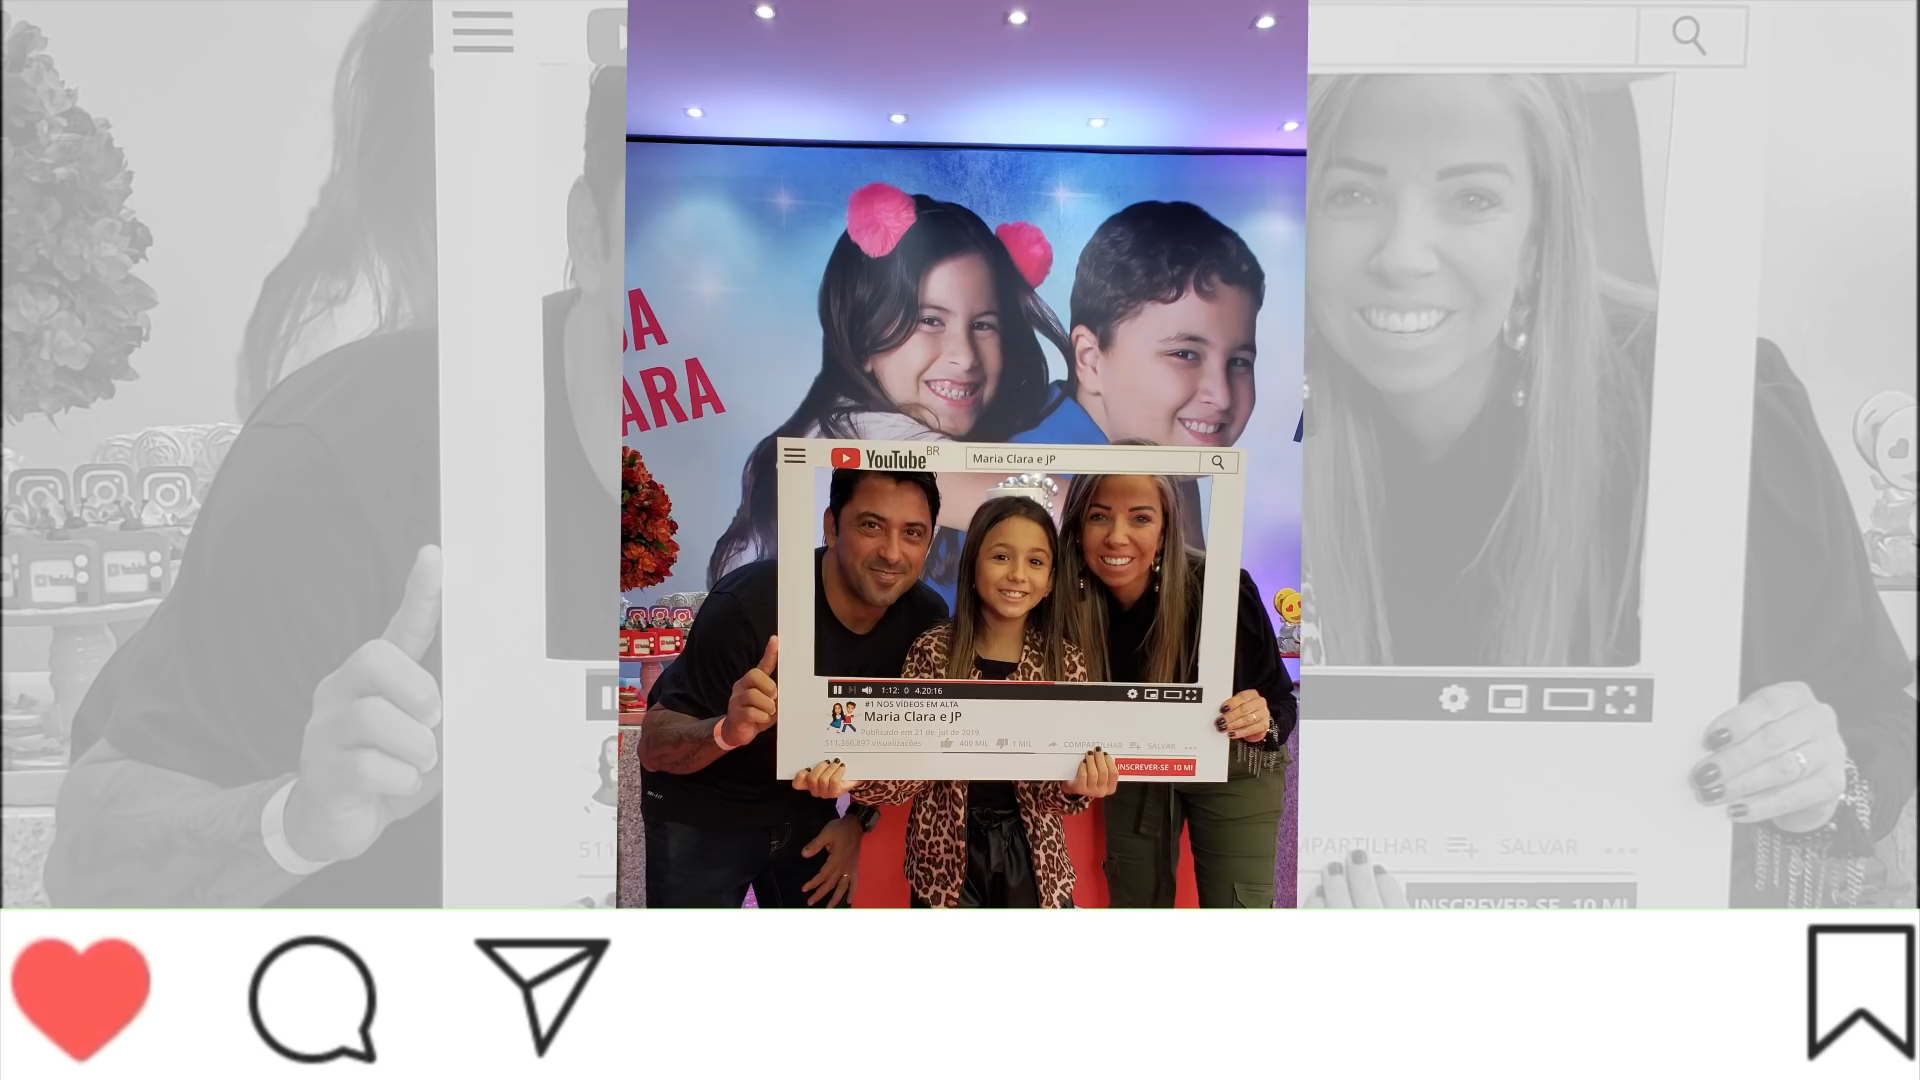 ARA
YouTube BR
Maria Clara e JP
1:12: 0 4.20:16
#1 NOS VÍDEOS EM ALTA
Maria Clara e JP
Publicado em 21 de jul de 2019
511,366,897 visualizações 400 MIL 1 MIL COMPARTILHAR SALVAR ...
INSCREVER-SE 10 MI
511
MPARTILHAR SALVAR ...
INSCREVER-SE 10 MI